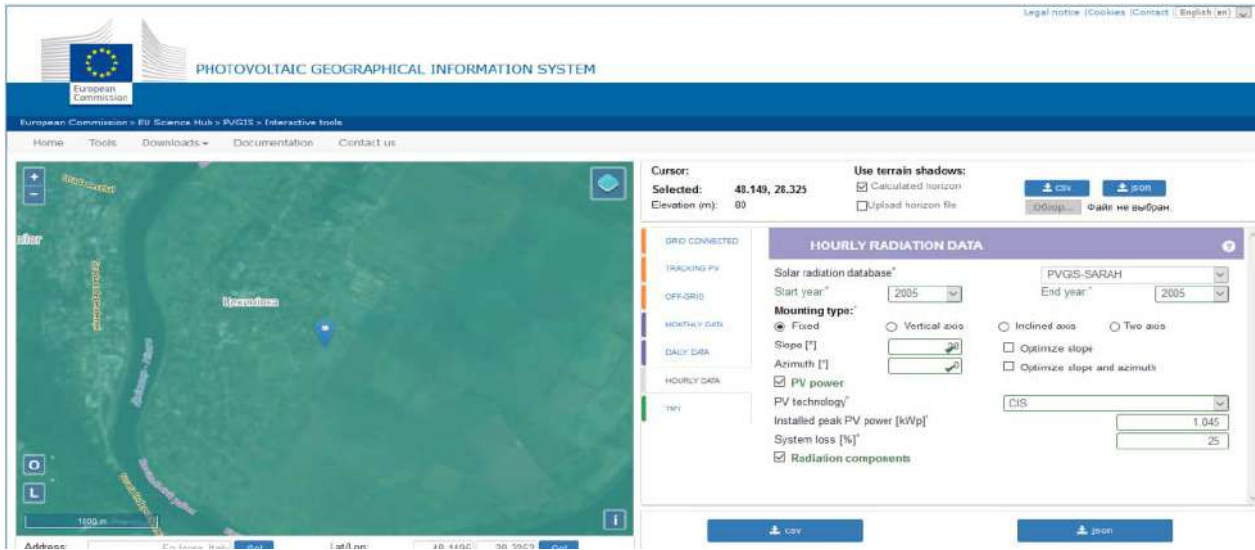 Legal notice |Cookies |Contact |English (en)
PHOTOVOLTAIC GEOGRAPHICAL INFORMATION SYSTEM
European
Commission
European Commission > EU Science Hub > PVGIS > Interactive tools
Home Tools Downloads Documentation Contact us
+
-
Cursor:
Use terrain shadows:
Selected: 48.149, 28.325
Calculated horizon
csv json
Elevation (m): 80
Upload horizon file
Обзор... Файл не выбран.
GRID CONNECTED
TRACKING PV
OFF-GRID
MONTHLY DATA
DAILY DATA
HOURLY DATA
TMY
HOURLY RADIATION DATA ?
Solar radiation database* PVGIS-SARAH
Start year:* 2005 End year:* 2005
Mounting type:*
Fixed Vertical axis Inclined axis Two axis
Slope [°] Optimize slope
Azimuth [°] 0 Optimize slope and azimuth
PV power
PV technology* CIS
Installed peak PV power [kWp]* 1.045
System loss [%]* 25
Radiation components
O
L
1000 m
i
csv json
Address: Eg. Ispra, Italy Go! Lat/Lon: Go!